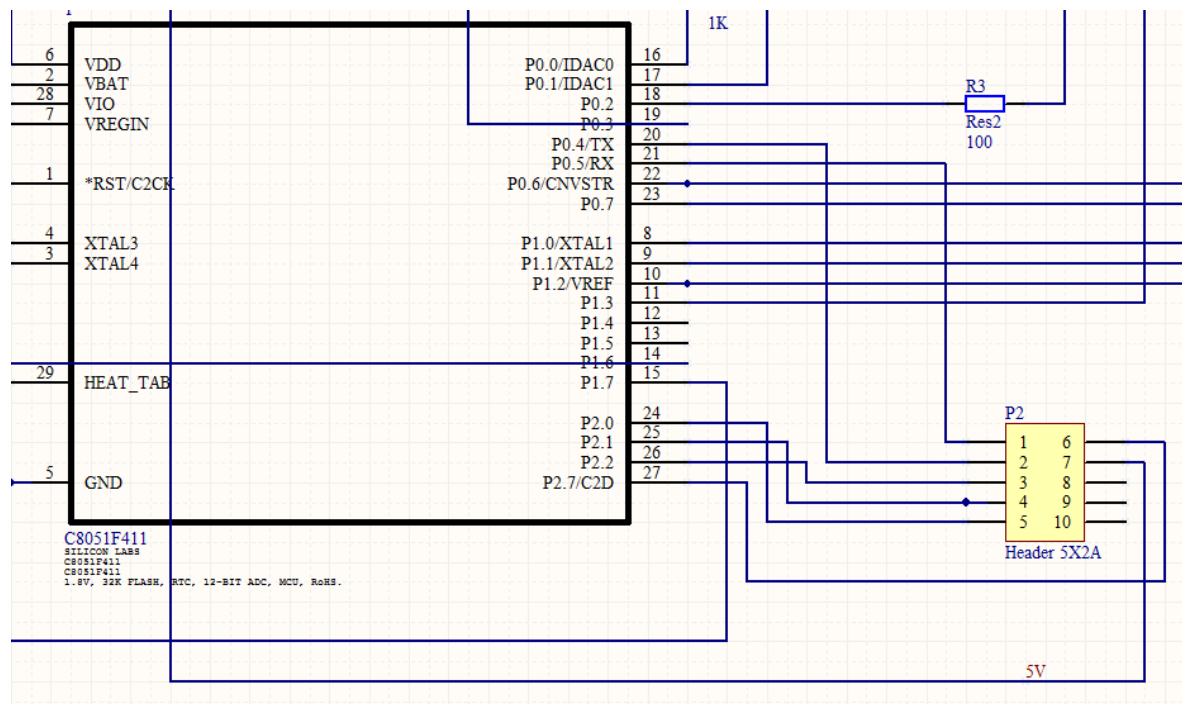 1K
6 VDD P0.0/IDAC0 16
2 VBAT P0.1/IDAC1 17
28 VIO P0.2 18
7 VREGIN P0.3 19
P0.4/TX 20
P0.5/RX 21
1 *RST/C2CK P0.6/CNVSTR 22
P0.7 23
4 XTAL3 P1.0/XTAL1 8
3 XTAL4 P1.1/XTAL2 9
P1.2/VREF 10
P1.3 11
P1.4 12
P1.5 13
P1.6 14
29 HEAT_TAB P1.7 15
P2.0 24
P2.1 25
P2.2 26
5 GND P2.7/C2D 27
R3
Res2
100
P2
1 6
2 7
3 8
4 9
5 10
Header 5X2A
C8051F411
SILICON LABS
C8051F411
C8051F411
1.8V, 32K FLASH, RTC, 12-BIT ADC, MCU, RoHS.
5V